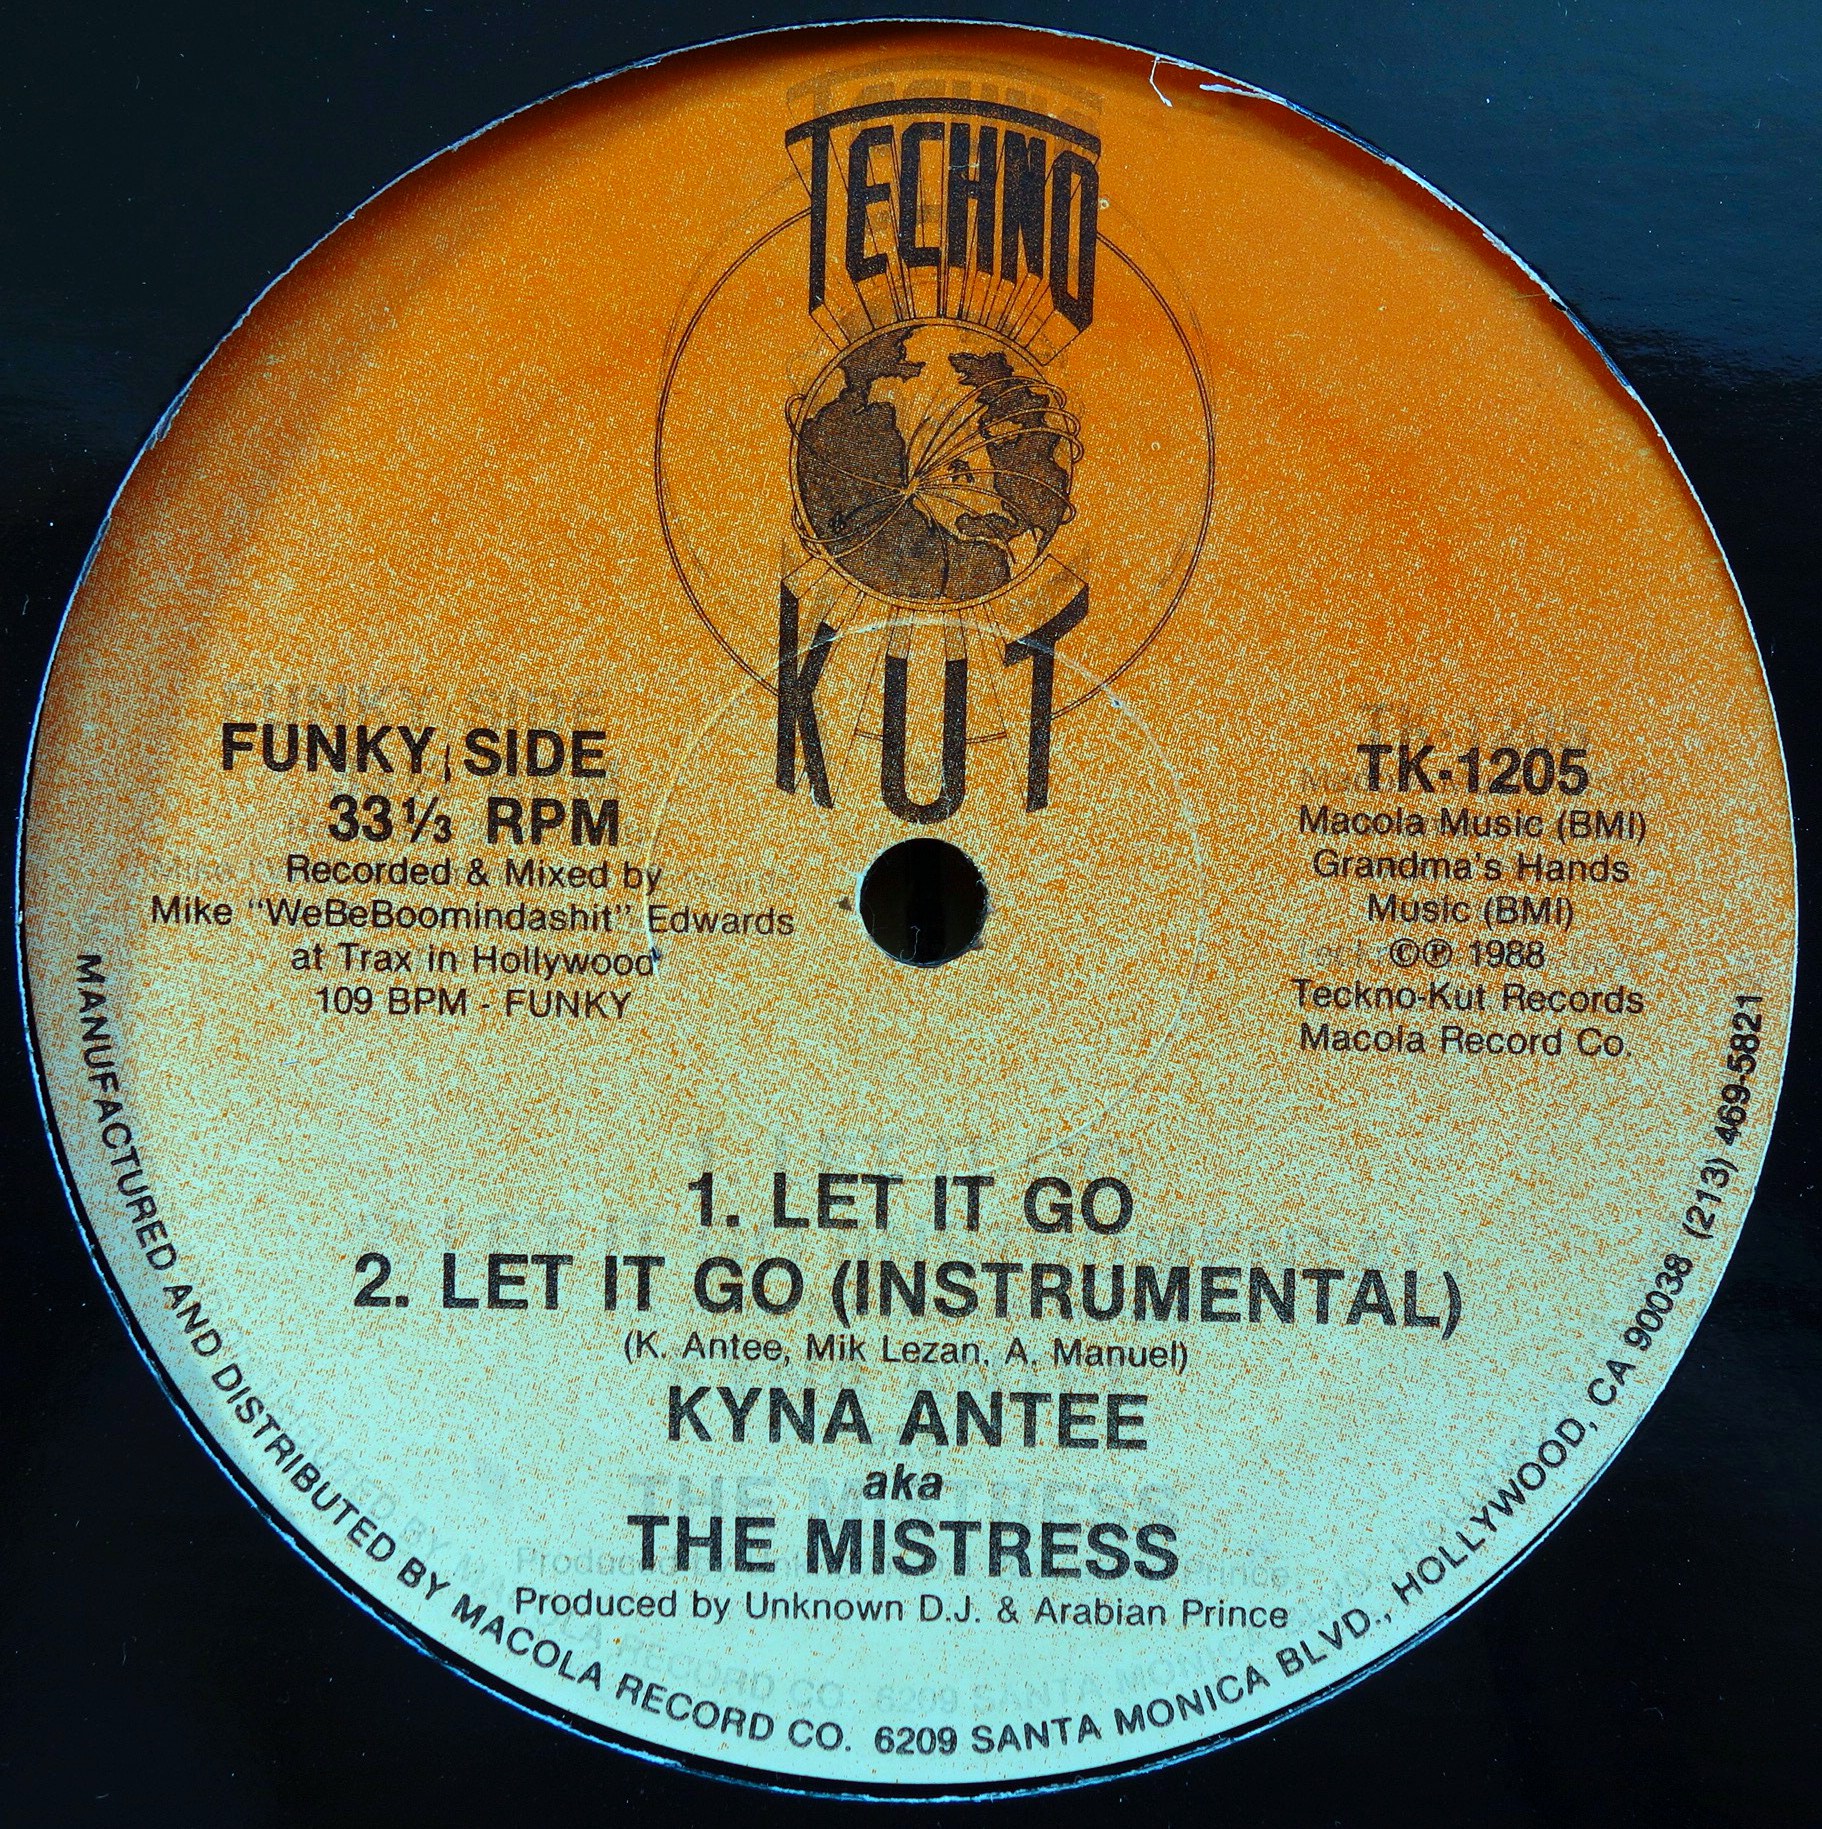 TECHNO
KUT
FUNKY SIDE
33⅓ RPM
Recorded & Mixed by
Mike "WeBeBoomindashit" Edwards
at Trax in Hollywood
109 BPM - FUNKY
TK-1205
Macola Music (BMI)
Grandma's Hands
Music (BMI)
©℗ 1988
Teckno-Kut Records
Macola Record Co.
1. LET IT GO
2. LET IT GO (INSTRUMENTAL)
(K. Antee, Mik Lezan, A. Manuel)
KYNA ANTEE
aka
THE MISTRESS
Produced by Unknown D.J. & Arabian Prince
MANUFACTURED AND DISTRIBUTED BY MACOLA RECORD CO. 6209 SANTA MONICA BLVD., HOLLYWOOD, CA 90038 (213) 469-5821